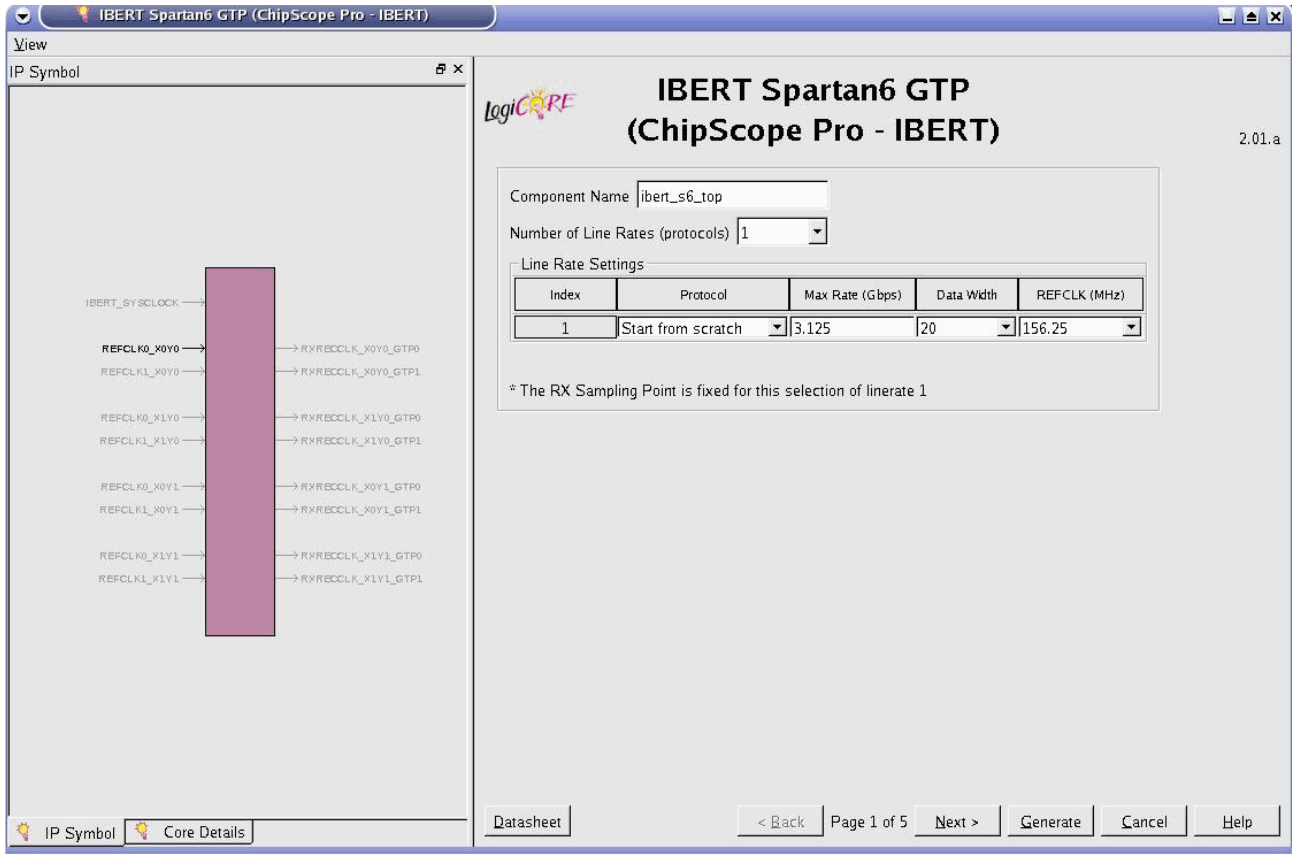 IBERT Spartan6 GTP (ChipScope Pro - IBERT)
View
IP Symbol
IBERT_SYSCLOCK
REFCLK0_X0Y0
RXRECCLK_X0Y0_GTP0
REFCLK1_X0Y0
RXRECCLK_X0Y0_GTP1
REFCLK0_X1Y0
RXRECCLK_X1Y0_GTP0
REFCLK1_X1Y0
RXRECCLK_X1Y0_GTP1
REFCLK0_X0Y1
RXRECCLK_X0Y1_GTP0
REFCLK1_X0Y1
RXRECCLK_X0Y1_GTP1
REFCLK0_X1Y1
RXRECCLK_X1Y1_GTP0
REFCLK1_X1Y1
RXRECCLK_X1Y1_GTP1
IP Symbol
Core Details
LogiCORE
IBERT Spartan6 GTP
(ChipScope Pro - IBERT)
2.01.a
Component Name ibert_s6_top
Number of Line Rates (protocols) 1
Line Rate Settings
Index Protocol Max Rate (Gbps) Data Width REFCLK (MHz)
1 Start from scratch 3.125 20 156.25
* The RX Sampling Point is fixed for this selection of linerate 1
Datasheet < Back Page 1 of 5 Next > Generate Cancel Help